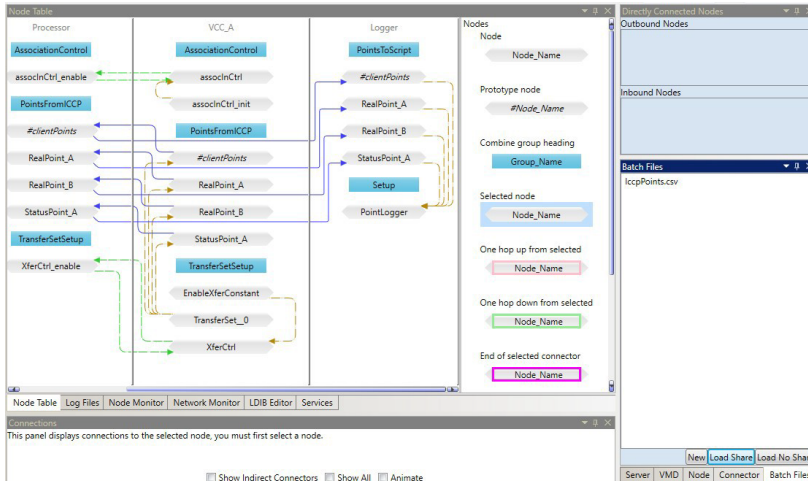 Node Table
Processor
VCC_A
Logger
AssociationControl
AssociationControl
PointsToScript
assocInCtrl_enable
assocInCtrl
#clientPoints
PointsFromICCP
assocInCtrl_init
RealPoint_A
#clientPoints
PointsFromICCP
RealPoint_B
RealPoint_A
#clientPoints
StatusPoint_A
RealPoint_B
RealPoint_A
Setup
StatusPoint_A
RealPoint_B
PointLogger
TransferSetSetup
StatusPoint_A
XferCtrl_enable
TransferSetSetup
EnableXferConstant
TransferSet_0
XferCtrl
Nodes
Node
Node_Name
Prototype node
#Node_Name
Combine group heading
Group_Name
Selected node
Node_Name
One hop up from selected
Node_Name
One hop down from selected
Node_Name
End of selected connector
Node_Name
Node Table Log Files Node Monitor Network Monitor LDIB Editor Services
Connections
This panel displays connections to the selected node, you must first select a node.
Show Indirect Connectors Show All Animate
Directly Connected Nodes
Outbound Nodes
Inbound Nodes
Batch Files
IccpPoints.csv
New Load Share Load No Shar
Server VMD Node Connector Batch Files